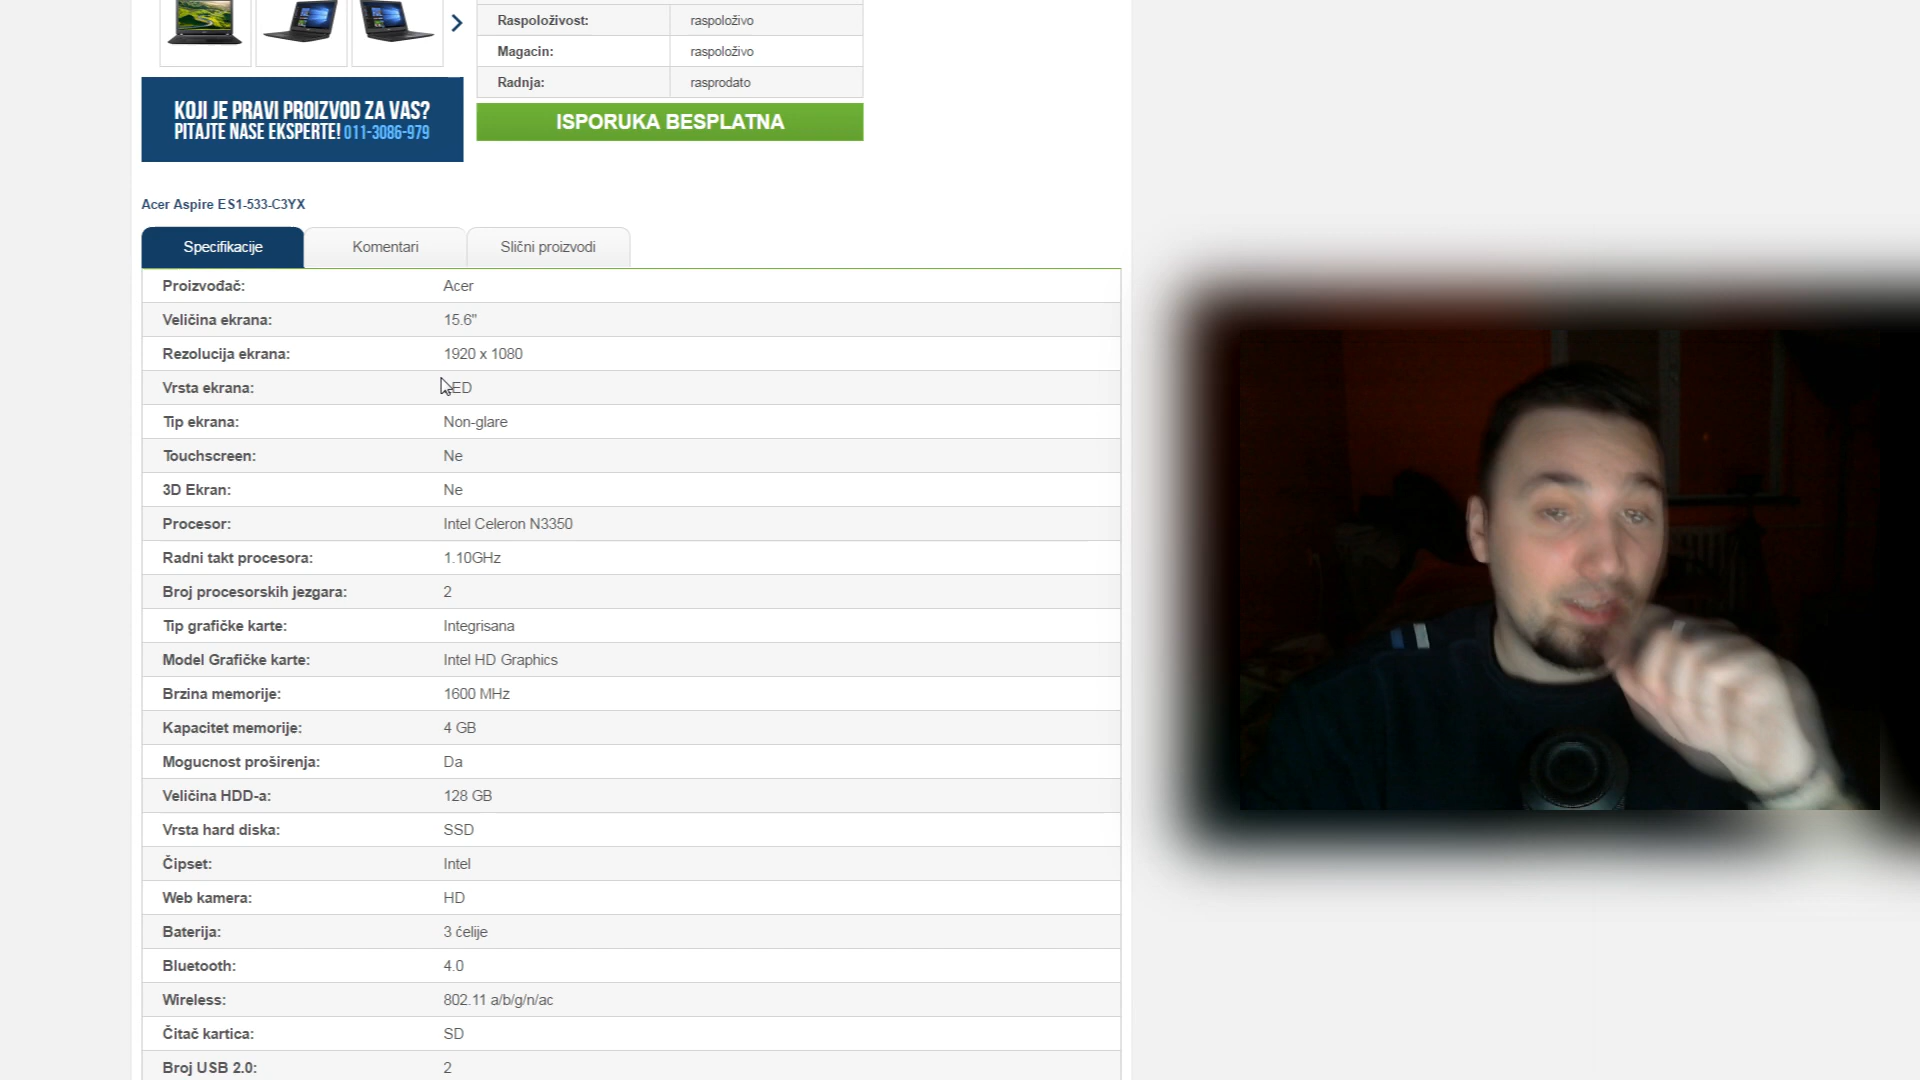 Raspoloživost: raspoloživo
Magacin: raspoloživo
Radnja: rasprodato
KOJI JE PRAVI PROIZVOD ZA VAS?
PITAJTE NAŠE EKSPERTE! 011-3086-979
ISPORUKA BESPLATNA
Acer Aspire ES1-533-C3YX
Specifikacije Komentari Slični proizvodi
Proizvođač: Acer
Veličina ekrana: 15.6"
Rezolucija ekrana: 1920 x 1080
Vrsta ekrana: LED
Tip ekrana: Non-glare
Touchscreen: Ne
3D Ekran: Ne
Procesor: Intel Celeron N3350
Radni takt procesora: 1.10GHz
Broj procesorskih jezgara: 2
Tip grafičke karte: Integrisana
Model Grafičke karte: Intel HD Graphics
Brzina memorije: 1600 MHz
Kapacitet memorije: 4 GB
Mogucnost proširenja: Da
Veličina HDD-a: 128 GB
Vrsta hard diska: SSD
Čipset: Intel
Web kamera: HD
Baterija: 3 ćelije
Bluetooth: 4.0
Wireless: 802.11 a/b/g/n/ac
Čitač kartica: SD
Broj USB 2.0: 2